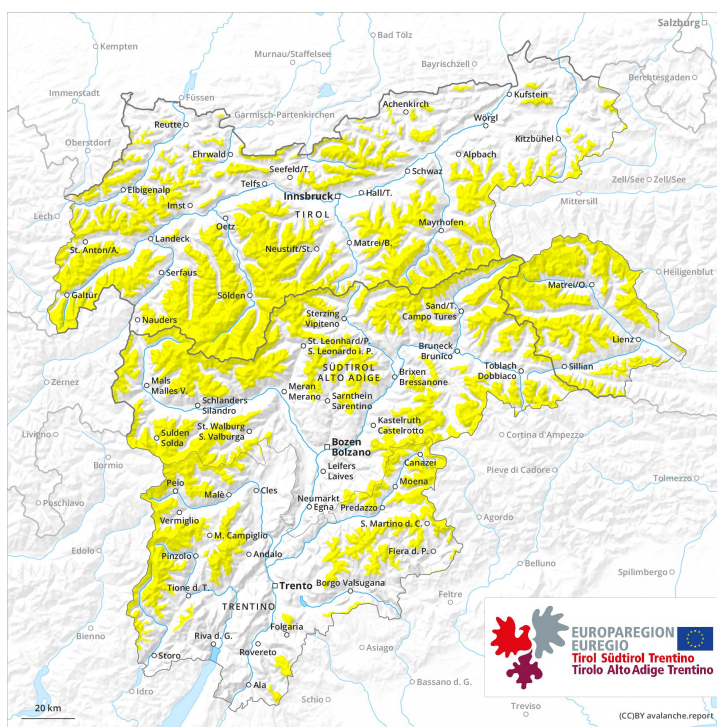 Salzburg
Kempten
Bad Tölz
Murnau/Staffelsee
Bayrischzell
Berchtesgaden
Immenstadt
Füssen
Garmisch-Partenkirchen
Achenkirch
Kufstein
Reutte
Wörgl
Oberstdorf
Ehrwald
Kitzbühel
Seefeld/T.
Alpbach
Schwaz
Zell/See
Zell/See
Elbigenalp
Telfs
Innsbruck
Hall/T.
Mittersill
Lech
Imst
TIROL
Mayrhofen
Oetz
St. Anton/A.
Landeck
Neustift/St.
Matrei/B.
Serfaus
Heiligenblut
Galtür
Sölden
Matrei/O.
Nauders
Sterzing
Vipiteno
Sand/T.
Campo Tures
Lienz
St. Leonhard/P.
S. Leonardo i. P.
Bruneck
Brunico
Toblach
Dobbiaco
Sillian
SÜDTIROL
ALTO ADIGE
Brixen
Bressanone
Zernez
Mals
Malles V.
Meran
Merano
Schlanders
Silandro
Sarnthein
Sarentino
St. Walburg
S. Valburga
Kastelruth
Castelrotto
Livigno
Sulden
Solda
Cortina d'Ampezzo
Bozen
Bolzano
Bormio
Canazei
Leifers
Laives
Pieve di Cadore
Tolmezzo
Poschiavo
Peio
Malè
Cles
Neumarkt
Egna
Moena
Predazzo
Vermiglio
Agordo
S. Martino d. C.
M. Campiglio
Edolo
Pinzolo
Andalo
Fiera d. P.
Belluno
Spilimbergo
Tione d. T.
Trento
Borgo Valsugana
Feltre
TRENTINO
Folgaria
Bienno
Riva d. G.
Rovereto
Asiago
Storo
Ala
Idro
Schio
Bassano d. G.
Treviso
EUROPAREGION
EUREGIO
Tirol Südtirol Trentino
Tirolo Alto Adige Trentino
20 km
(CC)BY avalanche.report